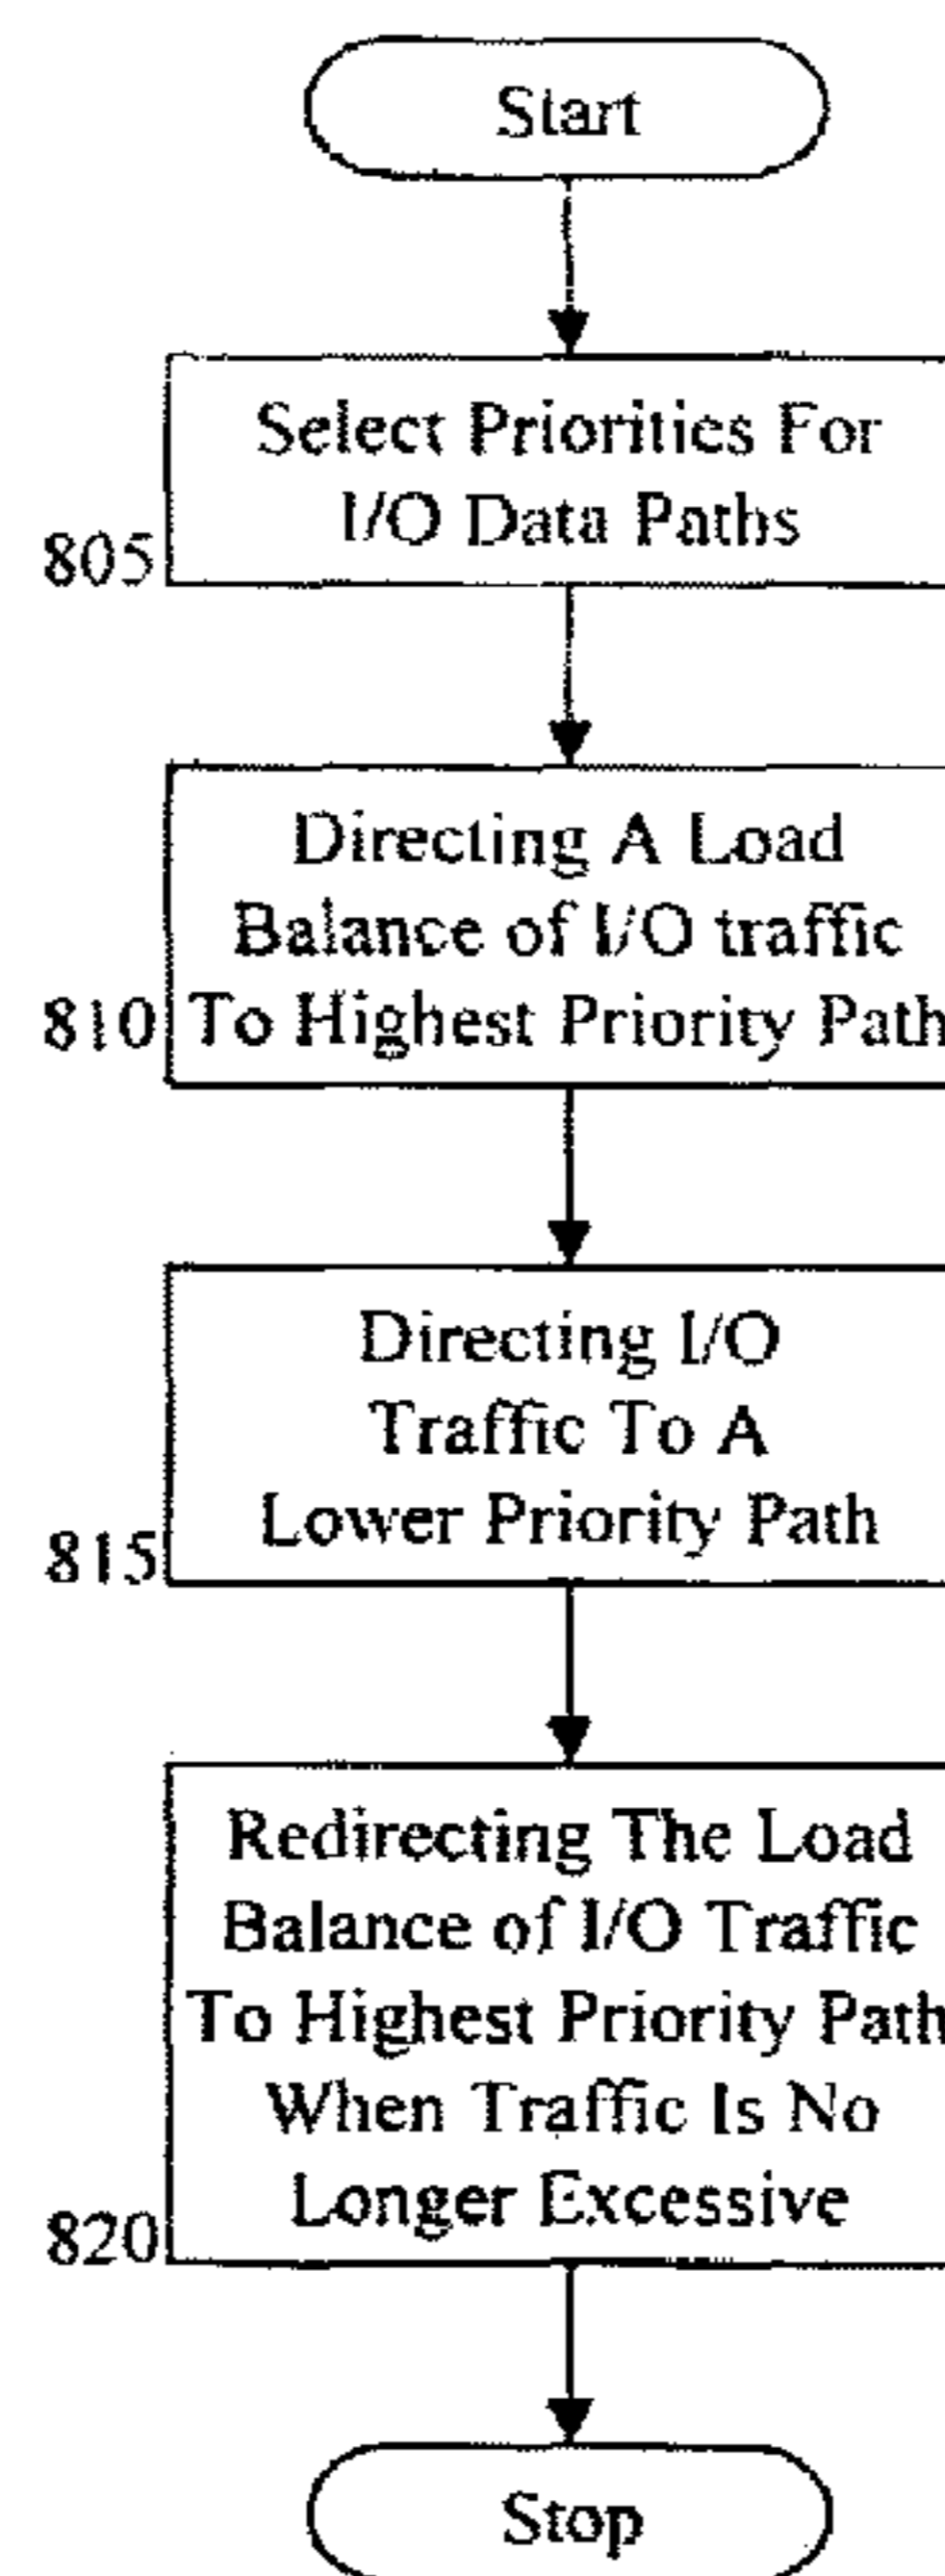 Start
Select Priorities For
I/O Data Paths
805
Directing A Load
Balance of I/O traffic
810 To Highest Priority Path
Directing I/O
Traffic To A
Lower Priority Path
815
Redirecting The Load
Balance of I/O Traffic
To Highest Priority Path
When Traffic Is No
Longer Excessive
820
Stop